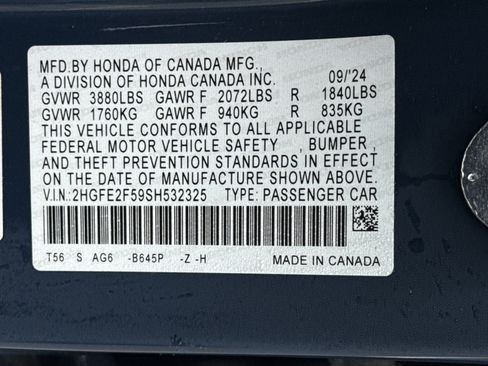 MFD.BY HONDA OF CANADA MFG.,
A DIVISION OF HONDA CANADA INC. 09/'24
GVWR 3880LBS GAWR F 2072LBS R 1840LBS
GVWR 1760KG GAWR F 940KG R 835KG
THIS VEHICLE CONFORMS TO ALL APPLICABLE
FEDERAL MOTOR VEHICLE SAFETY , BUMPER ,
AND THEFT PREVENTION STANDARDS IN EFFECT
ON THE DATE OF MANUFACTURE SHOWN ABOVE.
V.I.N.:2HGFE2F59SH532325 TYPE: PASSENGER CAR
T56 S AG6 -B645P -Z -H MADE IN CANADA